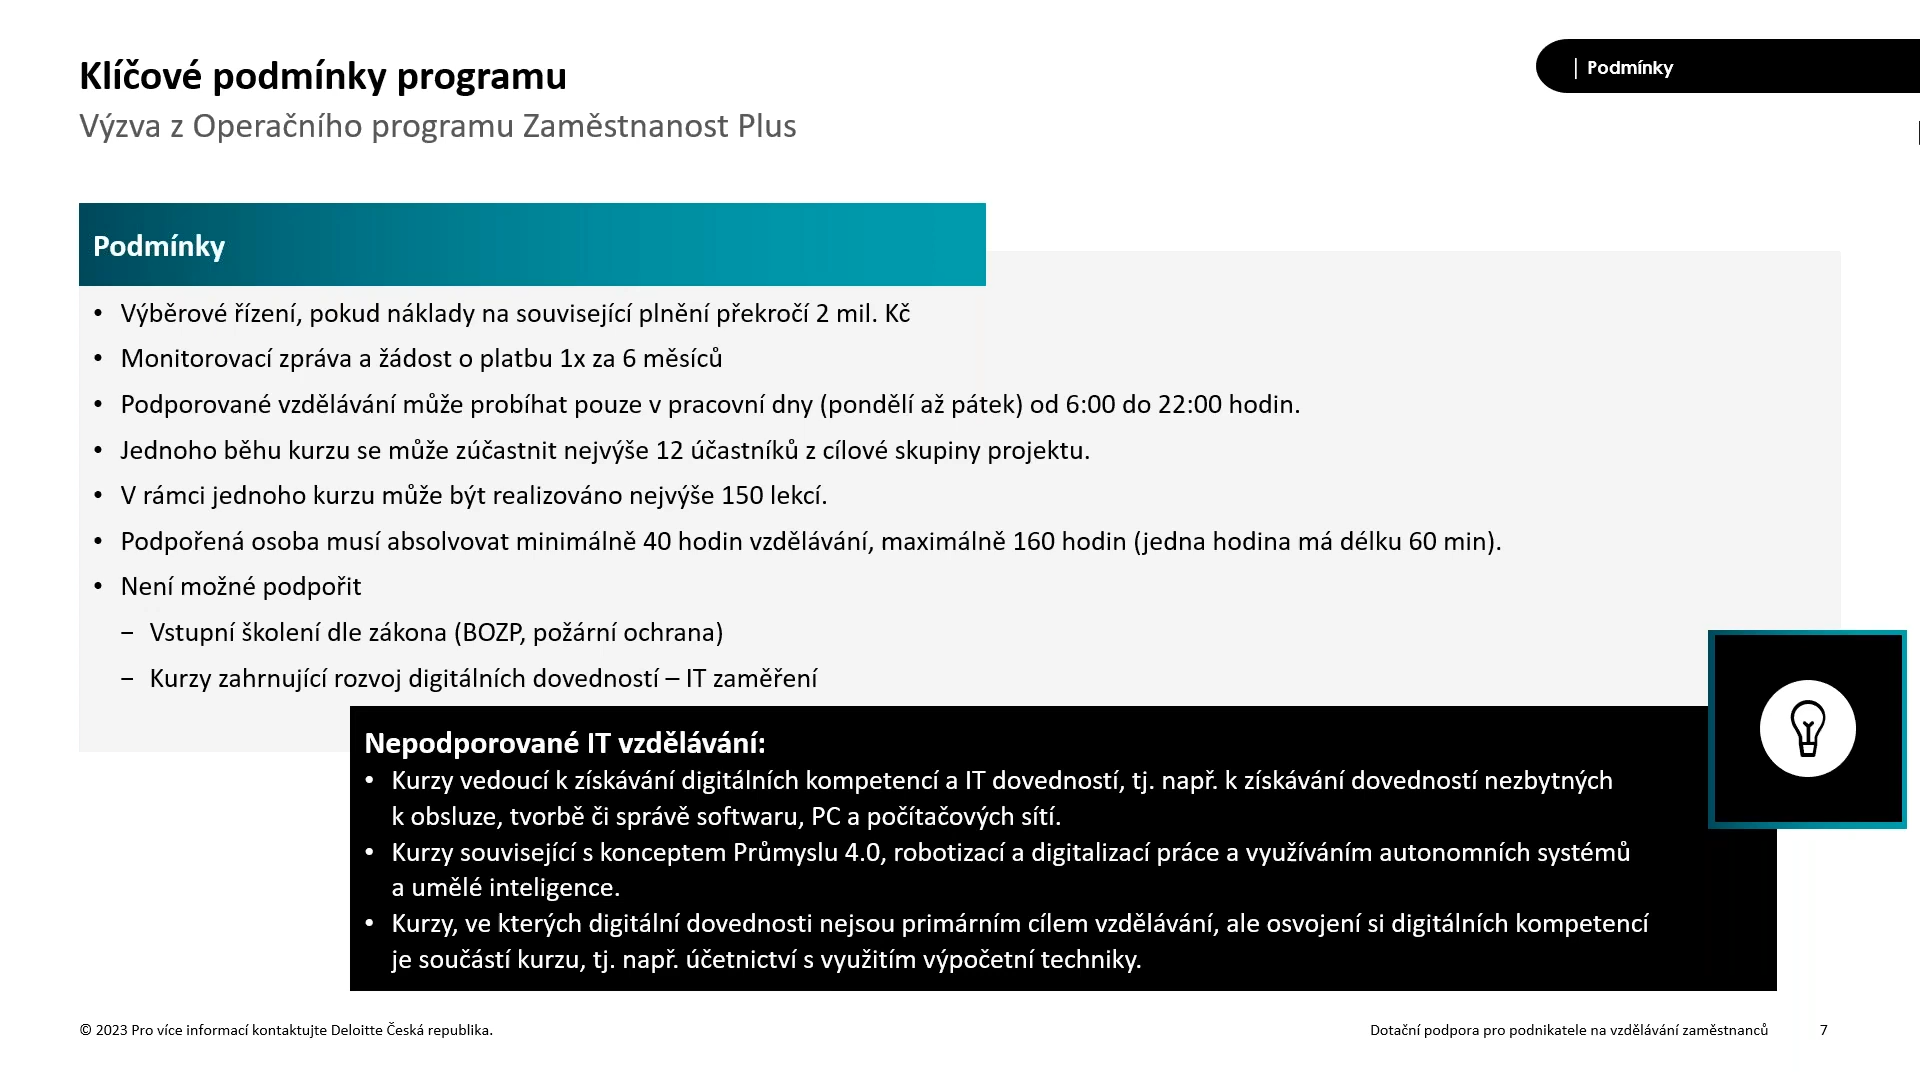 Klíčové podmínky programu
Výzva z Operačního programu Zaměstnanost Plus
| Podmínky
Podmínky
• Výběrové řízení, pokud náklady na související plnění překročí 2 mil. Kč
• Monitorovací zpráva a žádost o platbu 1x za 6 měsíců
• Podporované vzdělávání může probíhat pouze v pracovní dny (pondělí až pátek) od 6:00 do 22:00 hodin.
• Jednoho běhu kurzu se může zúčastnit nejvýše 12 účastníků z cílové skupiny projektu.
• V rámci jednoho kurzu může být realizováno nejvýše 150 lekcí.
• Podpořená osoba musí absolvovat minimálně 40 hodin vzdělávání, maximálně 160 hodin (jedna hodina má délku 60 min).
• Není možné podpořit
− Vstupní školení dle zákona (BOZP, požární ochrana)
− Kurzy zahrnující rozvoj digitálních dovedností – IT zaměření
Nepodporované IT vzdělávání:
• Kurzy vedoucí k získávání digitálních kompetencí a IT dovedností, tj. např. k získávání dovedností nezbytných
k obsluze, tvorbě či správě softwaru, PC a počítačových sítí.
• Kurzy související s konceptem Průmyslu 4.0, robotizací a digitalizací práce a využíváním autonomních systémů
a umělé inteligence.
• Kurzy, ve kterých digitální dovednosti nejsou primárním cílem vzdělávání, ale osvojení si digitálních kompetencí
je součástí kurzu, tj. např. účetnictví s využitím výpočetní techniky.
© 2023 Pro více informací kontaktujte Deloitte Česká republika.
Dotační podpora pro podnikatele na vzdělávání zaměstnanců
7